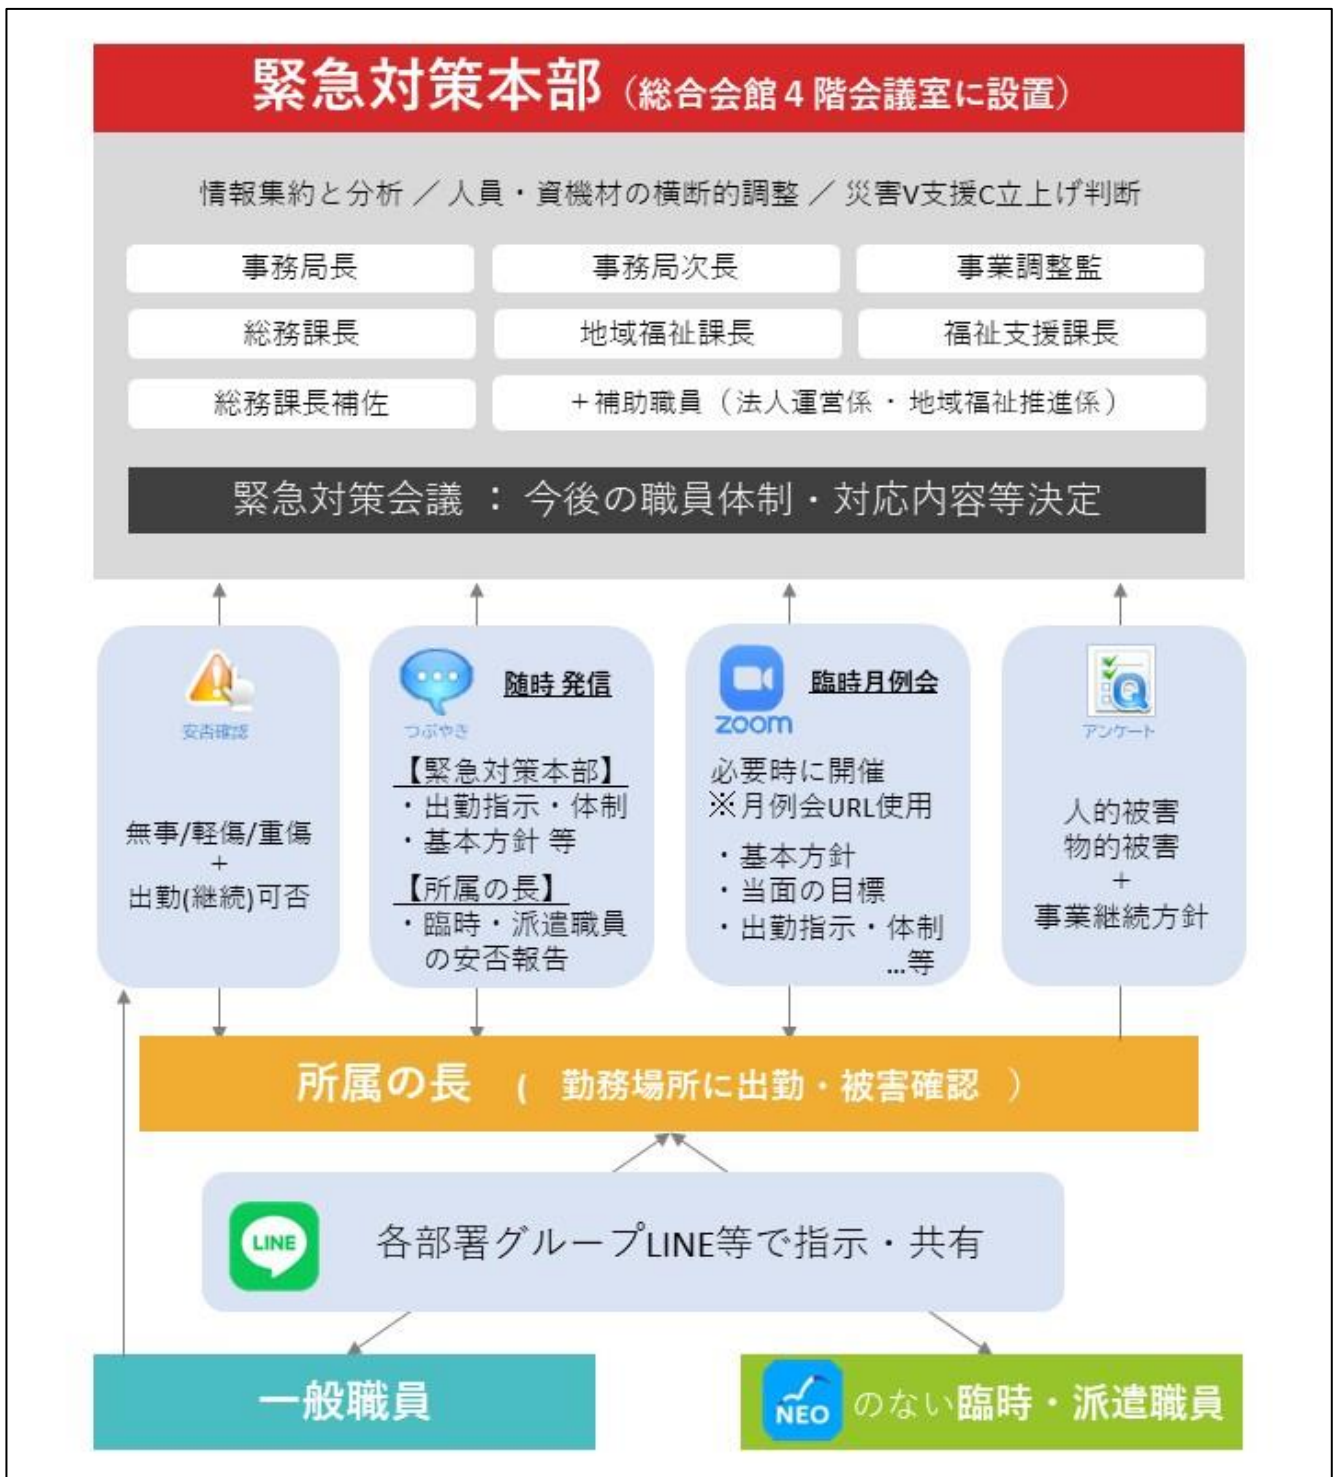 緊急対策本部（総合会館４階会議室に設置）
情報集約と分析 ／ 人員・資機材の横断的調整 ／ 災害V支援C立上げ判断
事務局長
事務局次長
事業調整監
総務課長
地域福祉課長
福祉支援課長
総務課長補佐
＋補助職員（法人運営係・地域福祉推進係）
緊急対策会議 ： 今後の職員体制・対応内容等決定
安否確認
無事/軽傷/重傷
＋
出勤(継続)可否
つぶやき
随時 発信
【緊急対策本部】
・出勤指示・体制
・基本方針 等
【所属の長】
・臨時・派遣職員
の安否報告
zoom
臨時月例会
必要時に開催
※月例会URL使用
・基本方針
・当面の目標
・出勤指示・体制
…等
Q
アンケート
人的被害
物的被害
＋
事業継続方針
所属の長 （ 勤務場所に出勤・被害確認 ）
LINE
各部署グループLINE等で指示・共有
一般職員
NEO のない臨時・派遣職員